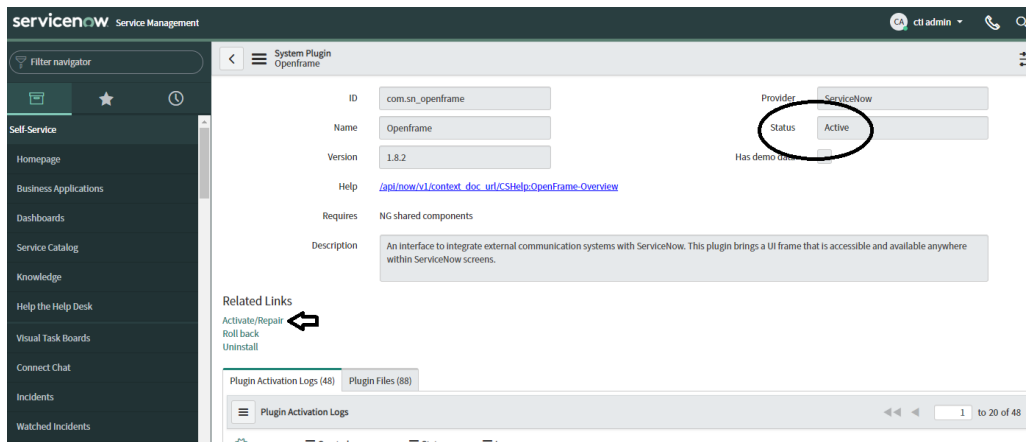 servicenow Service Management
CA cti admin
Filter navigator
System Plugin
Openframe
Self-Service
Homepage
Business Applications
Dashboards
Service Catalog
Knowledge
Help the Help Desk
Visual Task Boards
Connect Chat
Incidents
Watched Incidents
ID com.sn_openframe
Provider ServiceNow
Name Openframe
Status Active
Version 1.8.2
Has demo data
Help /api/now/v1/context_doc_url/CSHelp:OpenFrame-Overview
Requires NG shared components
Description An interface to integrate external communication systems with ServiceNow. This plugin brings a UI frame that is accessible and available anywhere
within ServiceNow screens.
Related Links
Activate/Repair
Roll back
Uninstall
Plugin Activation Logs (48) Plugin Files (88)
Plugin Activation Logs
1 to 20 of 48